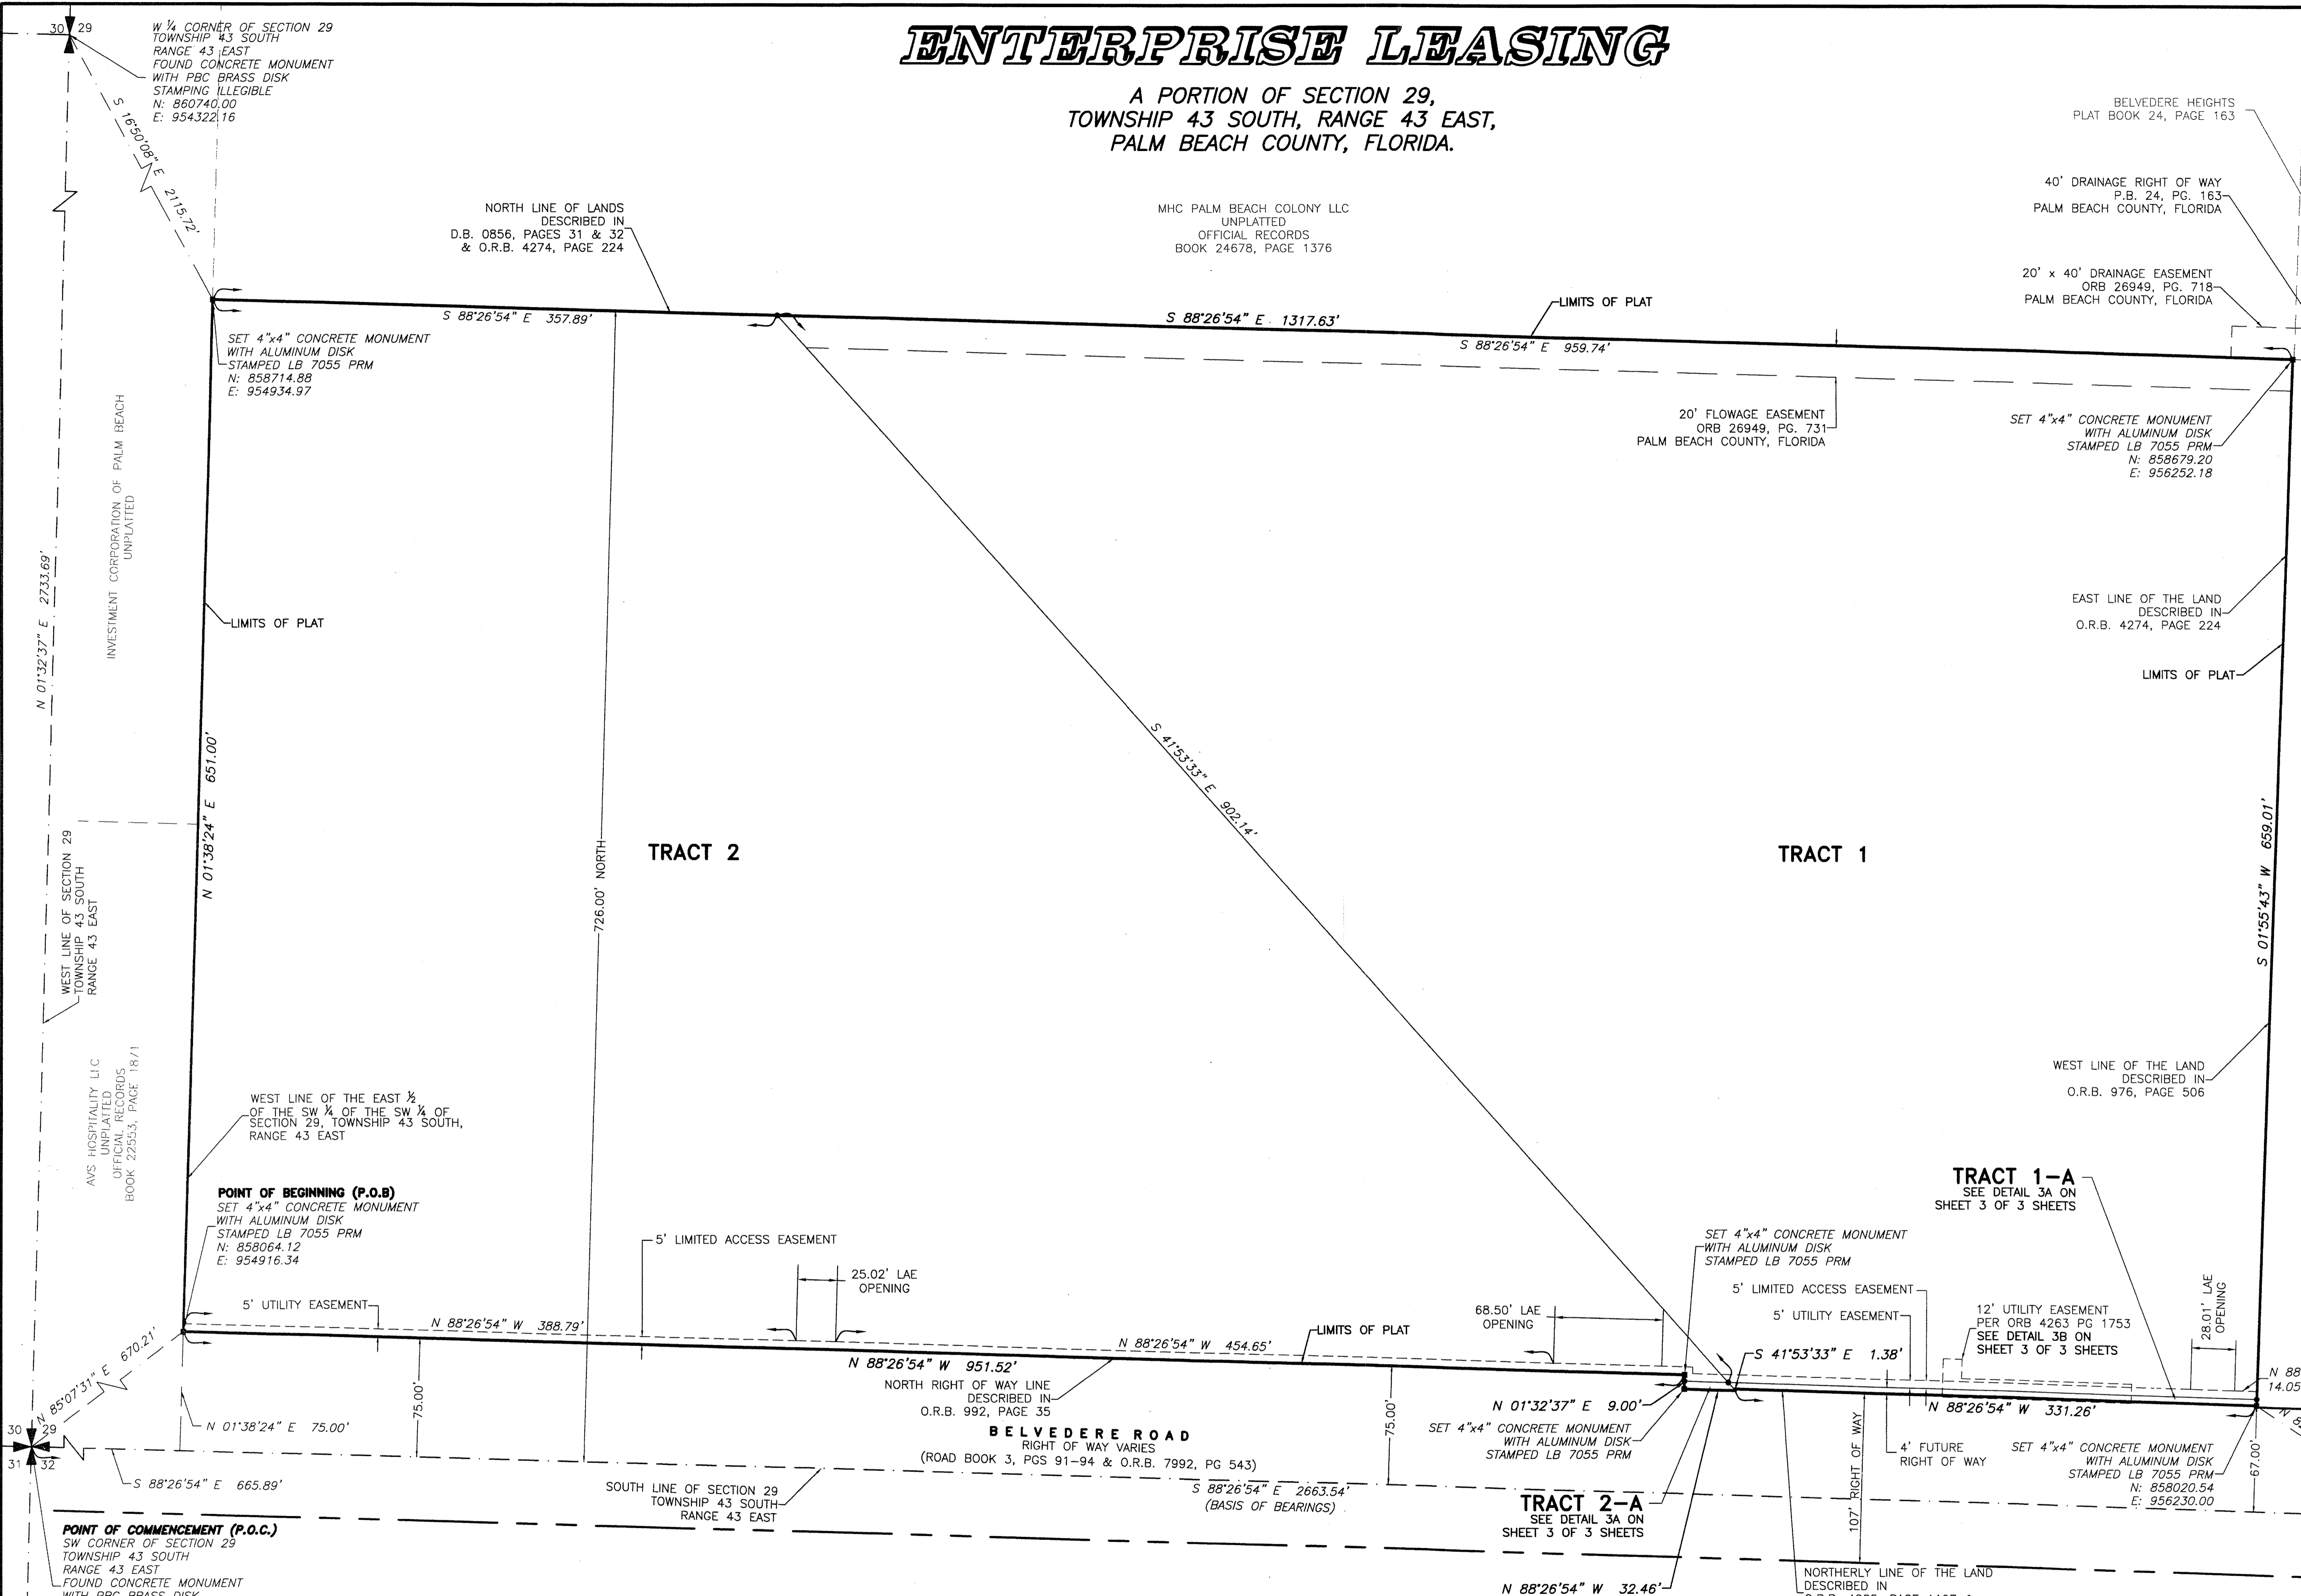 ENTERPRISE LEASING
A PORTION OF SECTION 29,
TOWNSHIP 43 SOUTH, RANGE 43 EAST,
PALM BEACH COUNTY, FLORIDA.
30 29
W ¼ CORNER OF SECTION 29
TOWNSHIP 43 SOUTH
RANGE 43 EAST
FOUND CONCRETE MONUMENT
WITH PBC BRASS DISK
STAMPING ILLEGIBLE
N: 860740.00
E: 954322.16
S 16°50'08" E 2115.72'
NORTH LINE OF LANDS
DESCRIBED IN
D.B. 0856, PAGES 31 & 32
& O.R.B. 4274, PAGE 224
MHC PALM BEACH COLONY LLC
UNPLATTED
OFFICIAL RECORDS
BOOK 24678, PAGE 1376
BELVEDERE HEIGHTS
PLAT BOOK 24, PAGE 163
40' DRAINAGE RIGHT OF WAY
P.B. 24, PG. 163
PALM BEACH COUNTY, FLORIDA
20' x 40' DRAINAGE EASEMENT
ORB 26949, PG. 718
PALM BEACH COUNTY, FLORIDA
LIMITS OF PLAT
S 88°26'54" E 357.89'
S 88°26'54" E 1317.63'
S 88°26'54" E 959.74'
SET 4"x4" CONCRETE MONUMENT
WITH ALUMINUM DISK
STAMPED LB 7055 PRM
N: 858714.88
E: 954934.97
20' FLOWAGE EASEMENT
ORB 26949, PG. 731
PALM BEACH COUNTY, FLORIDA
SET 4"x4" CONCRETE MONUMENT
WITH ALUMINUM DISK
STAMPED LB 7055 PRM
N: 858679.20
E: 956252.18
INVESTMENT CORPORATION OF PALM BEACH
UNPLATTED
N 01°32'37" E 2733.69'
LIMITS OF PLAT
EAST LINE OF THE LAND
DESCRIBED IN
O.R.B. 4274, PAGE 224
LIMITS OF PLAT
N 01°38'24" E 651.00'
S 41°53'33" E 902.14'
TRACT 2
726.00' NORTH
TRACT 1
S 01°55'43" W 659.01'
WEST LINE OF SECTION 29
TOWNSHIP 43 SOUTH
RANGE 43 EAST
AVS HOSPITALITY LLC
UNPLATTED
OFFICIAL RECORDS
BOOK 22553, PAGE 1871
WEST LINE OF THE EAST ½
OF THE SW ¼ OF THE SW ¼ OF
SECTION 29, TOWNSHIP 43 SOUTH,
RANGE 43 EAST
WEST LINE OF THE LAND
DESCRIBED IN
O.R.B. 976, PAGE 506
POINT OF BEGINNING (P.O.B)
SET 4"x4" CONCRETE MONUMENT
WITH ALUMINUM DISK
STAMPED LB 7055 PRM
N: 858064.12
E: 954916.34
TRACT 1-A
SEE DETAIL 3A ON
SHEET 3 OF 3 SHEETS
5' LIMITED ACCESS EASEMENT
25.02' LAE
OPENING
5' UTILITY EASEMENT
SET 4"x4" CONCRETE MONUMENT
WITH ALUMINUM DISK
STAMPED LB 7055 PRM
5' LIMITED ACCESS EASEMENT
5' UTILITY EASEMENT
12' UTILITY EASEMENT
PER ORB 4263 PG 1753
SEE DETAIL 3B ON
SHEET 3 OF 3 SHEETS
28.01' LAE
OPENING
68.50' LAE
OPENING
N 88°26'54" W 388.79'
N 88°26'54" W 454.65'
LIMITS OF PLAT
N 88°26'54" W 951.52'
S 41°53'33" E 1.38'
N 88
14.05
N 85°07'31" E 670.21'
75.00'
NORTH RIGHT OF WAY LINE
DESCRIBED IN
O.R.B. 992, PAGE 35
75.00'
N 01°32'37" E 9.00'
SET 4"x4" CONCRETE MONUMENT
WITH ALUMINUM DISK
STAMPED LB 7055 PRM
N 88°26'54" W 331.26'
N 01°38'24" E 75.00'
BELVEDERE ROAD
RIGHT OF WAY VARIES
(ROAD BOOK 3, PGS 91-94 & O.R.B. 7992, PG 543)
30 29
31 32
S 88°26'54" E 665.89'
SOUTH LINE OF SECTION 29
TOWNSHIP 43 SOUTH
RANGE 43 EAST
S 88°26'54" E 2663.54'
(BASIS OF BEARINGS)
TRACT 2-A
SEE DETAIL 3A ON
SHEET 3 OF 3 SHEETS
107' RIGHT OF WAY
4' FUTURE
RIGHT OF WAY
SET 4"x4" CONCRETE MONUMENT
WITH ALUMINUM DISK
STAMPED LB 7055 PRM
N: 858020.54
E: 956230.00
67.00'
POINT OF COMMENCEMENT (P.O.C.)
SW CORNER OF SECTION 29
TOWNSHIP 43 SOUTH
RANGE 43 EAST
FOUND CONCRETE MONUMENT
WITH PBC BRASS DISK
N 88°26'54" W 32.46'
NORTHERLY LINE OF THE LAND
DESCRIBED IN